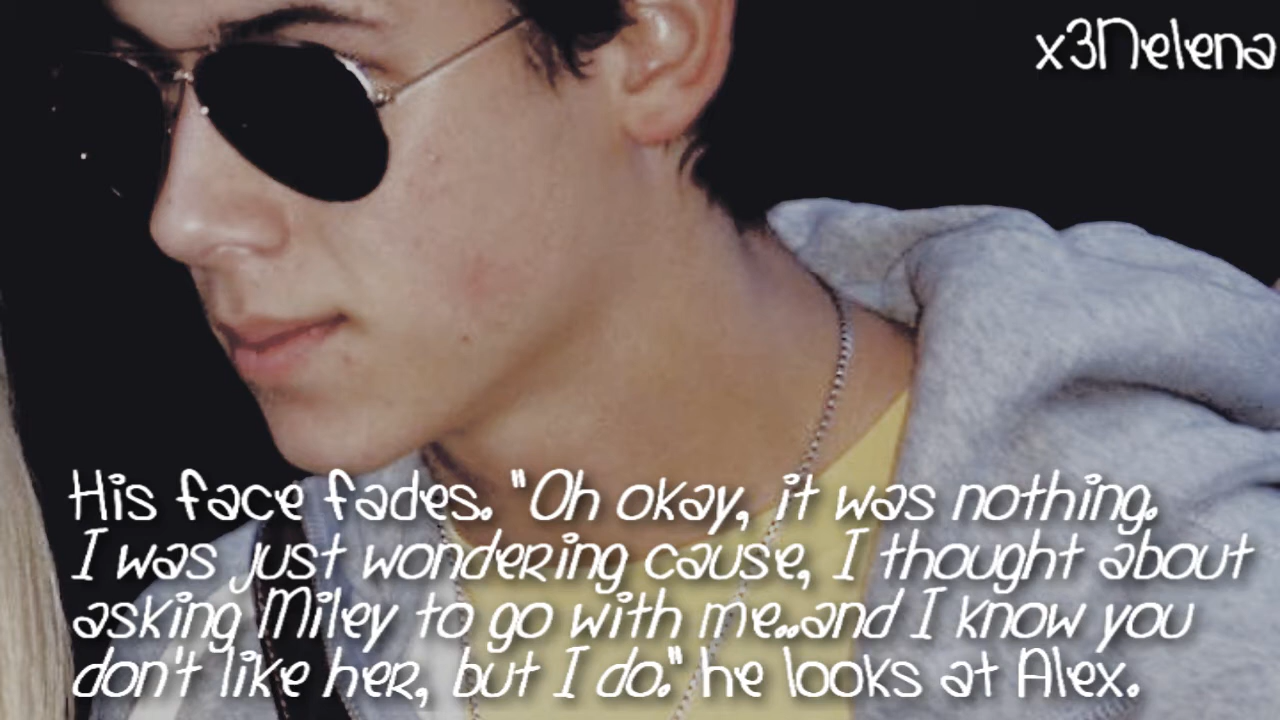 x3Nelena
His face fades. "Oh okay, it was nothing.
I was just wondering cause, I thought about
asking Miley to go with me..and I know you
don't like her, but I do." he looks at Alex.